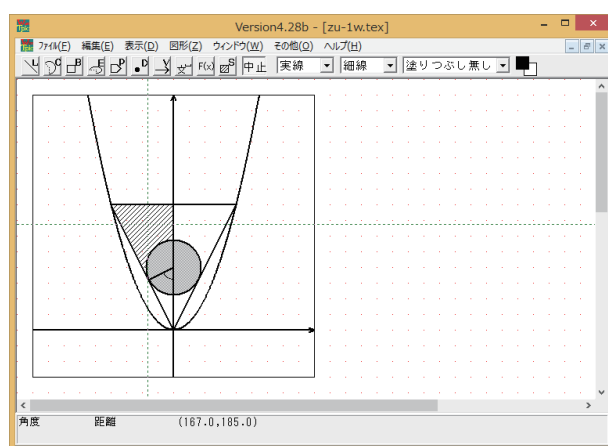 Version4.28b - [zu-1w.tex]
ﾌｧｲﾙ(F) 編集(E) 表示(D) 図形(Z) ウィンドウ(W) その他(O) ヘルプ(H)
F(x) S 中止 実線 細線 塗りつぶし無し
角度 距離 (167.0,185.0)